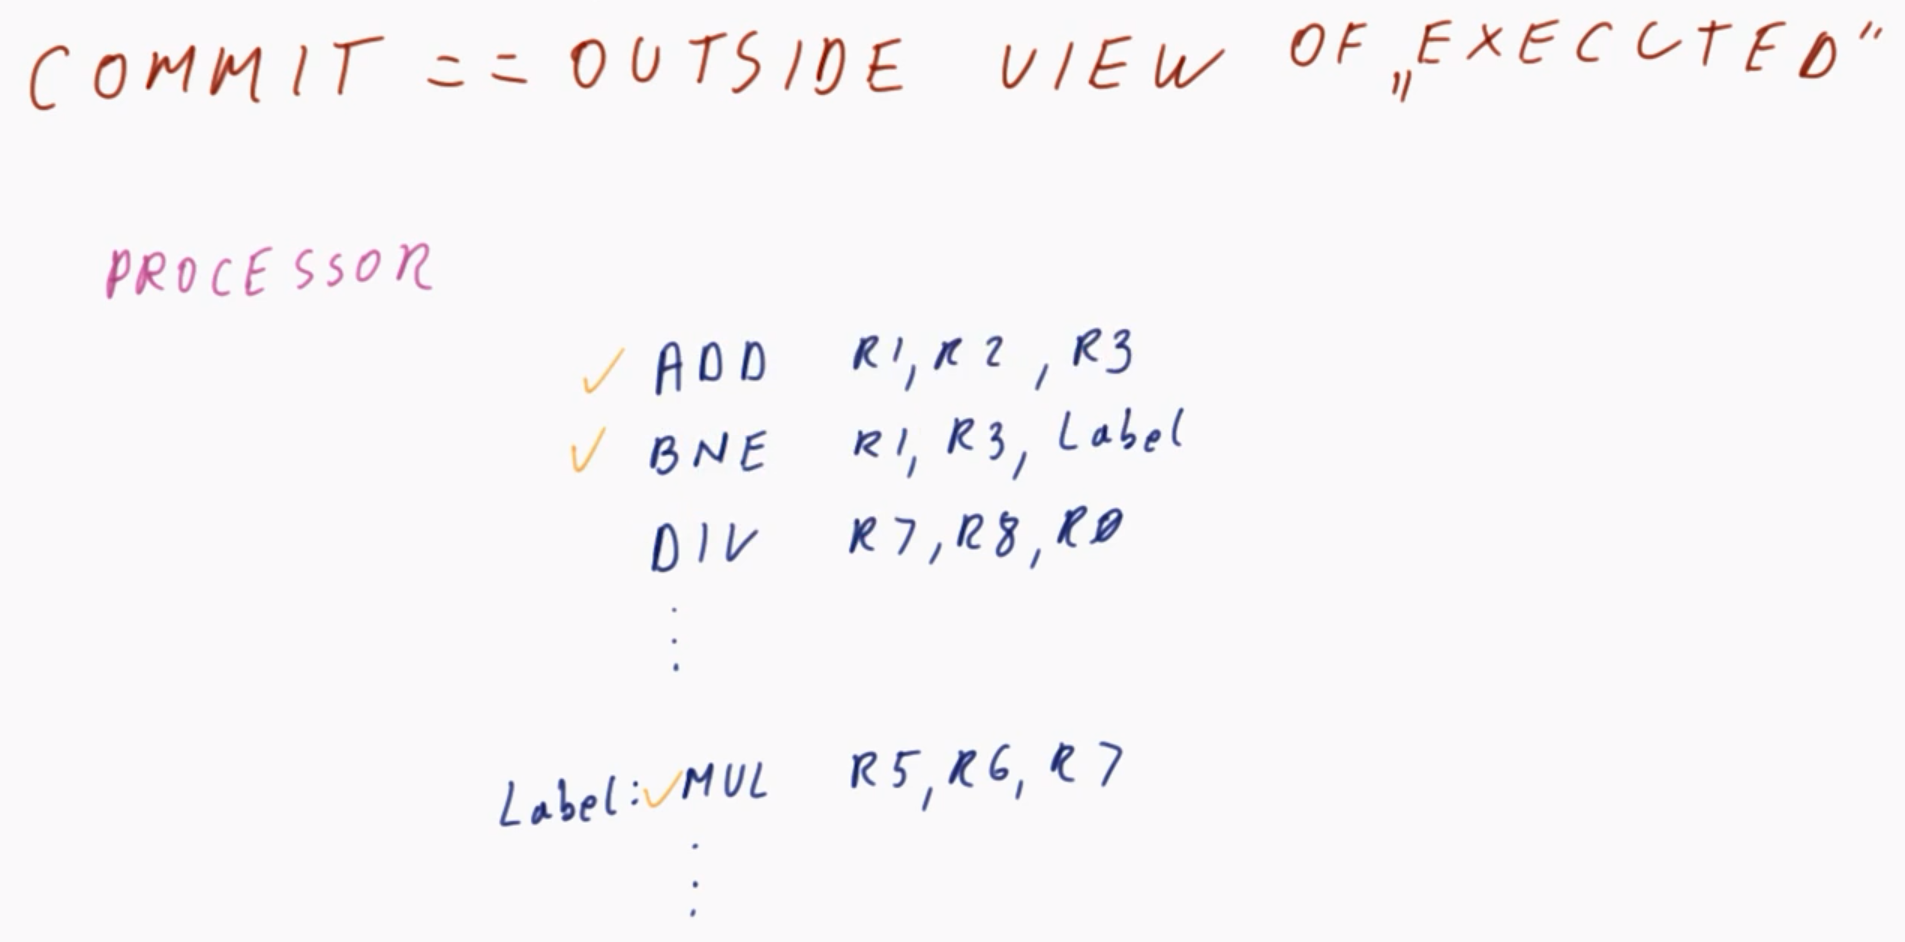 COMMIT == OUTSIDE VIEW OF „EXECUTED"
PROCESSOR
✓ ADD R1, R2, R3
✓ BNE R1, R3, Label
DIV R7, R8, R0
⋮
Label: ✓ MUL R5, R6, R7
⋮